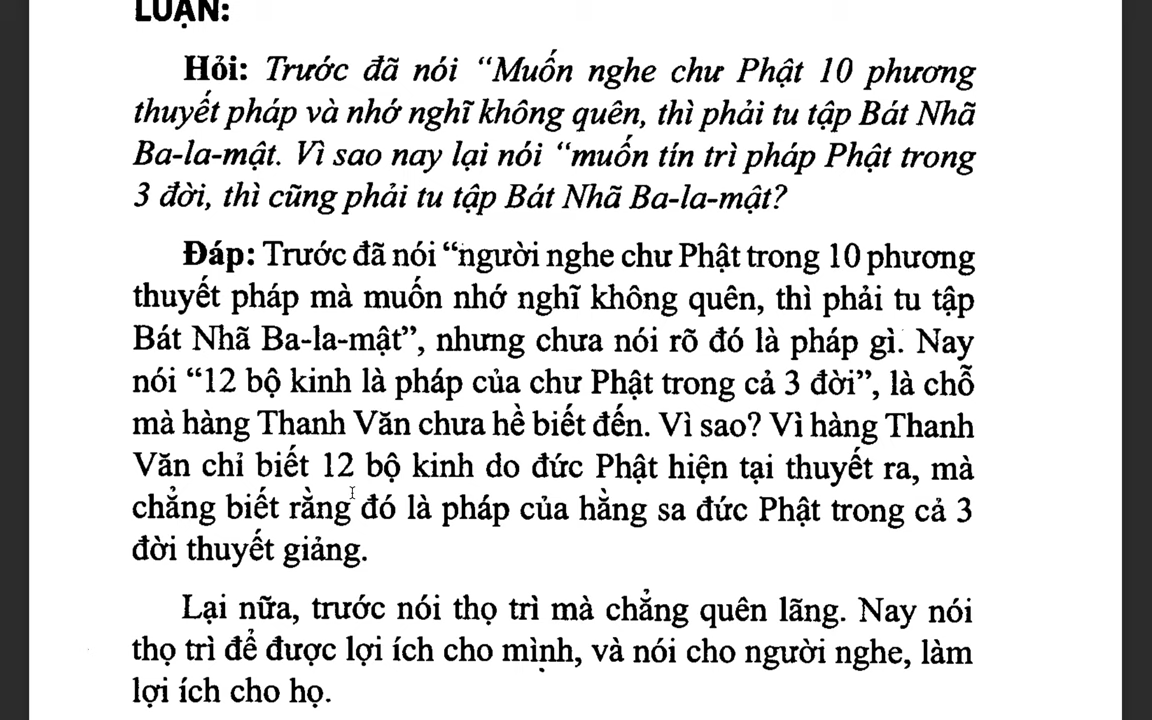 LUẬN:
Hỏi: Trước đã nói “Muốn nghe chư Phật 10 phương
thuyết pháp và nhớ nghĩ không quên, thì phải tu tập Bát Nhã
Ba-la-mật. Vì sao nay lại nói “muốn tín trì pháp Phật trong
3 đời, thì cũng phải tu tập Bát Nhã Ba-la-mật?
Đáp: Trước đã nói “người nghe chư Phật trong 10 phương
thuyết pháp mà muốn nhớ nghĩ không quên, thì phải tu tập
Bát Nhã Ba-la-mật”, nhưng chưa nói rõ đó là pháp gì. Nay
nói “12 bộ kinh là pháp của chư Phật trong cả 3 đời”, là chỗ
mà hàng Thanh Văn chưa hề biết đến. Vì sao? Vì hàng Thanh
Văn chỉ biết 12 bộ kinh do đức Phật hiện tại thuyết ra, mà
chẳng biết rằng đó là pháp của hằng sa đức Phật trong cả 3
đời thuyết giảng.
Lại nữa, trước nói thọ trì mà chẳng quên lãng. Nay nói
thọ trì để được lợi ích cho mình, và nói cho người nghe, làm
lợi ích cho họ.